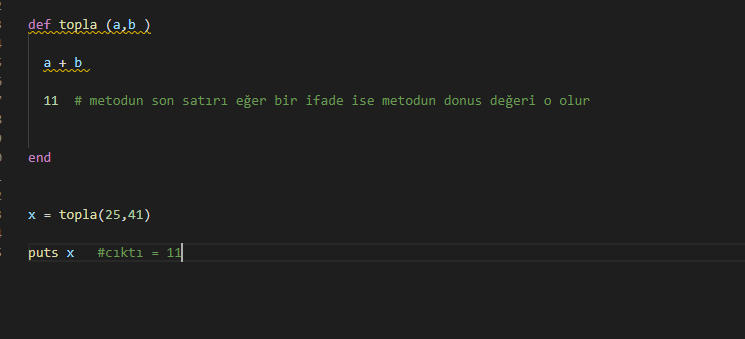 def topla (a,b )
a + b
11 # metodun son satırı eğer bir ifade ise metodun donus değeri o olur
end
x = topla(25,41)
puts x #cıktı = 11